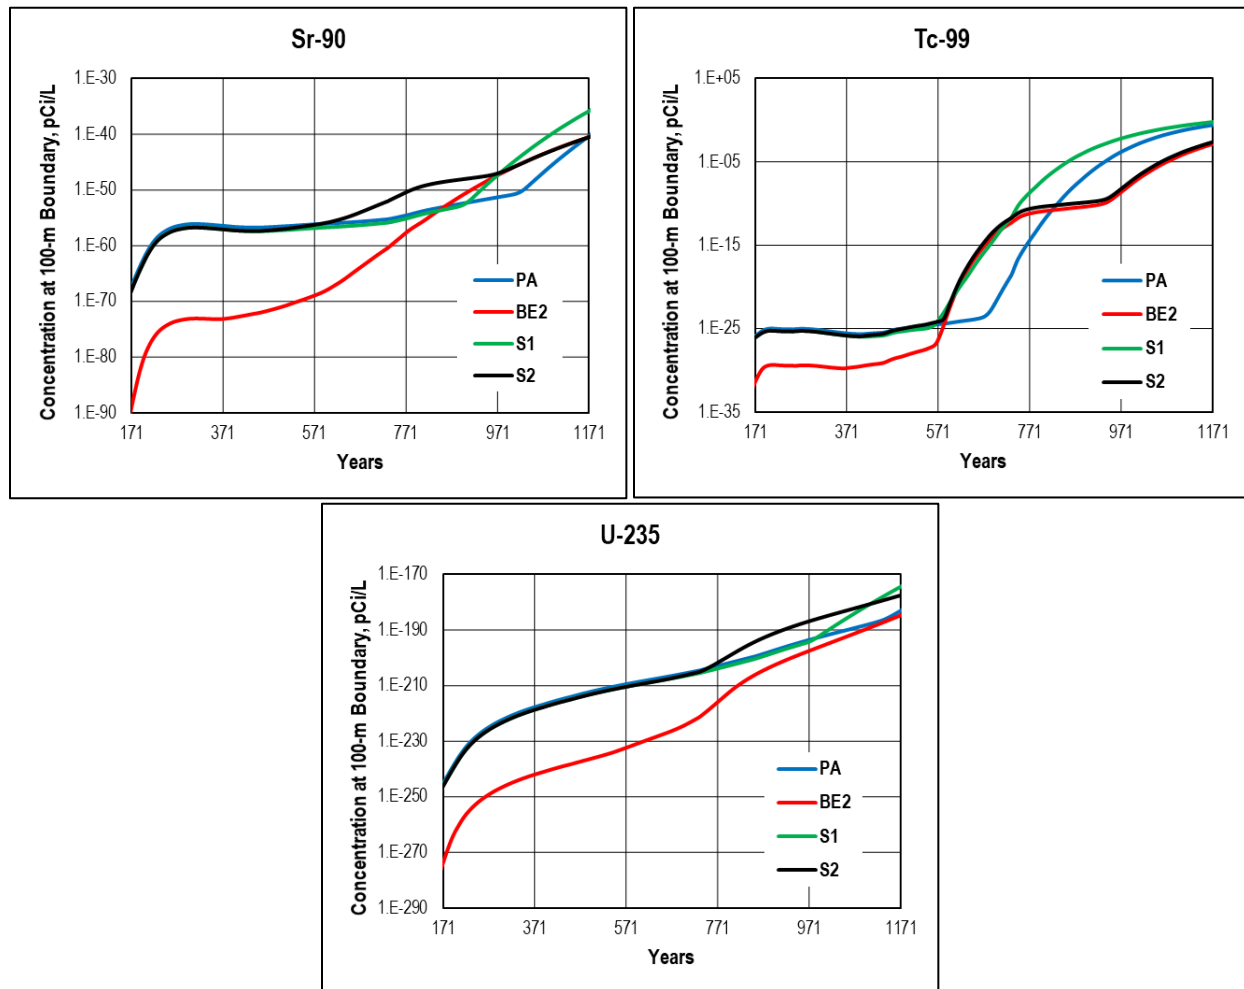 Sr-90
Concentration at 100-m Boundary, pCi/L
1.E-30
1.E-40
1.E-50
1.E-60
1.E-70
1.E-80
1.E-90
171 371 571 771 971 1171
Years
PA
BE2
S1
S2
Tc-99
Concentration at 100-m Boundary, pCi/L
1.E+05
1.E-05
1.E-15
1.E-25
1.E-35
171 371 571 771 971 1171
Years
PA
BE2
S1
S2
U-235
Concentration at 100-m Boundary, pCi/L
1.E-170
1.E-190
1.E-210
1.E-230
1.E-250
1.E-270
1.E-290
171 371 571 771 971 1171
Years
PA
BE2
S1
S2